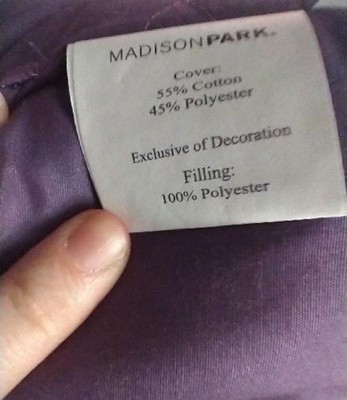 MADISONPARK®
Cover:
55% Cotton
45% Polyester
Exclusive of Decoration
Filling:
100% Polyester